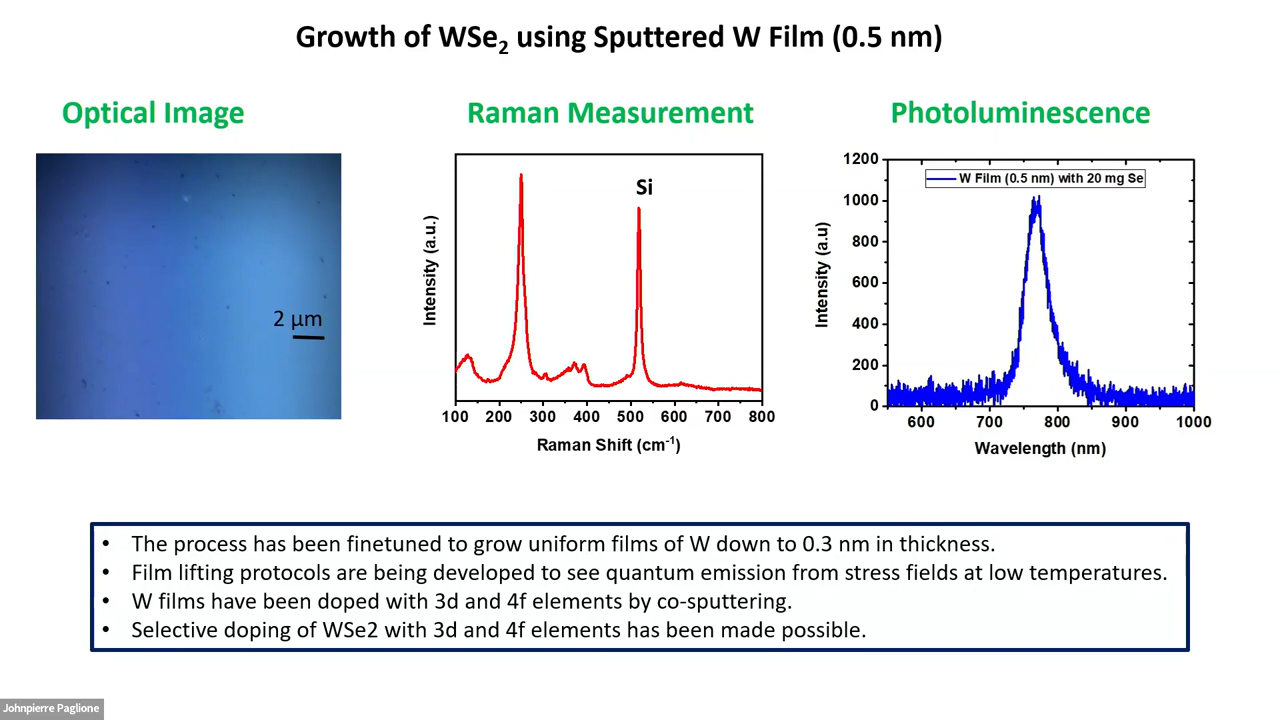 Growth of WSe₂ using Sputtered W Film (0.5 nm)
Optical Image
Raman Measurement
Photoluminescence
2 µm
Si
Intensity (a.u.)
100 200 300 400 500 600 700 800
Raman Shift (cm⁻¹)
W Film (0.5 nm) with 20 mg Se
Intensity (a.u)
1200
1000
800
600
400
200
0
600 700 800 900 1000
Wavelength (nm)
• The process has been finetuned to grow uniform films of W down to 0.3 nm in thickness.
• Film lifting protocols are being developed to see quantum emission from stress fields at low temperatures.
• W films have been doped with 3d and 4f elements by co-sputtering.
• Selective doping of WSe2 with 3d and 4f elements has been made possible.
Johnpierre Paglione